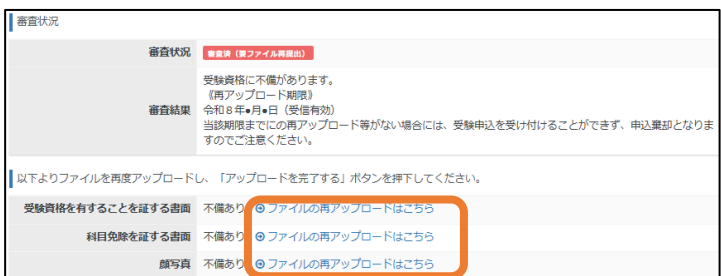 審査状況
審査状況 審査済（要ファイル再提出）
受験資格に不備があります。
《再アップロード期限》
審査結果 令和８年●月●日（受信有効）
当該期限までにの再アップロード等がない場合には、受験申込を受け付けることができず、申込棄却となりま
すのでご注意ください。
以下よりファイルを再度アップロードし、「アップロードを完了する」ボタンを押下してください。
受験資格を有することを証する書面 不備あり ファイルの再アップロードはこちら
科目免除を証する書面 不備あり ファイルの再アップロードはこちら
顔写真 不備あり ファイルの再アップロードはこちら